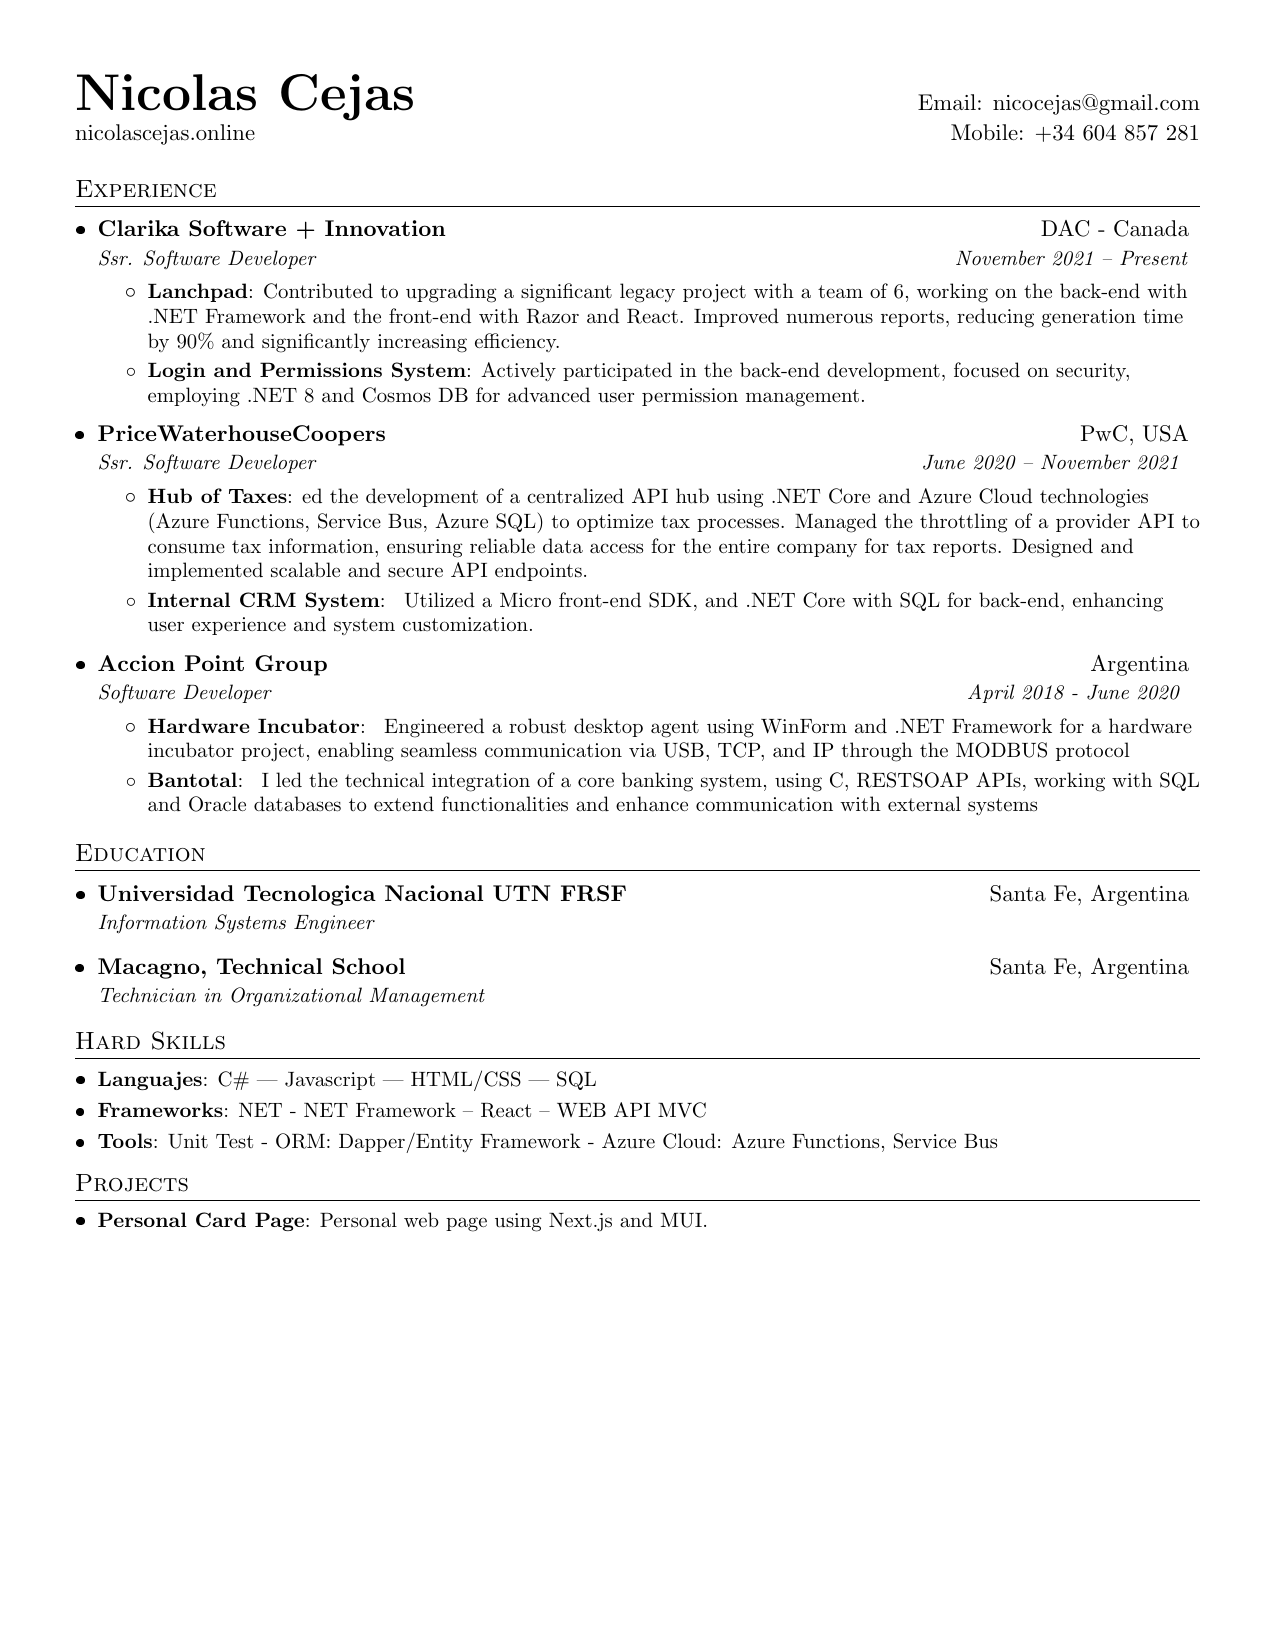 Nicolas Cejas
Email: nicocejas@gmail.com
nicolascejas.online
Mobile: +34 604 857 281
Experience
• Clarika Software + Innovation DAC - Canada
Ssr. Software Developer November 2021 – Present
◦ Lanchpad: Contributed to upgrading a significant legacy project with a team of 6, working on the back-end with
.NET Framework and the front-end with Razor and React. Improved numerous reports, reducing generation time
by 90% and significantly increasing efficiency.
◦ Login and Permissions System: Actively participated in the back-end development, focused on security,
employing .NET 8 and Cosmos DB for advanced user permission management.
• PriceWaterhouseCoopers PwC, USA
Ssr. Software Developer June 2020 – November 2021
◦ Hub of Taxes: ed the development of a centralized API hub using .NET Core and Azure Cloud technologies
(Azure Functions, Service Bus, Azure SQL) to optimize tax processes. Managed the throttling of a provider API to
consume tax information, ensuring reliable data access for the entire company for tax reports. Designed and
implemented scalable and secure API endpoints.
◦ Internal CRM System: Utilized a Micro front-end SDK, and .NET Core with SQL for back-end, enhancing
user experience and system customization.
• Accion Point Group Argentina
Software Developer April 2018 - June 2020
◦ Hardware Incubator: Engineered a robust desktop agent using WinForm and .NET Framework for a hardware
incubator project, enabling seamless communication via USB, TCP, and IP through the MODBUS protocol
◦ Bantotal: I led the technical integration of a core banking system, using C, RESTSOAP APIs, working with SQL
and Oracle databases to extend functionalities and enhance communication with external systems
Education
• Universidad Tecnologica Nacional UTN FRSF Santa Fe, Argentina
Information Systems Engineer
• Macagno, Technical School Santa Fe, Argentina
Technician in Organizational Management
Hard Skills
• Languajes: C# — Javascript — HTML/CSS — SQL
• Frameworks: NET - NET Framework – React – WEB API MVC
• Tools: Unit Test - ORM: Dapper/Entity Framework - Azure Cloud: Azure Functions, Service Bus
Projects
• Personal Card Page: Personal web page using Next.js and MUI.